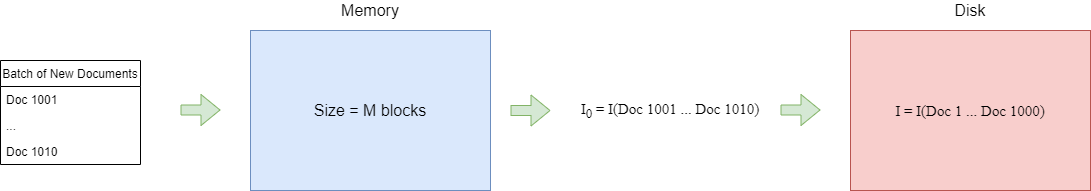 Memory
Disk
Batch of New Documents
Doc 1001
...
Doc 1010
Size = M blocks
I₀ = I(Doc 1001 ... Doc 1010)
I = I(Doc 1 ... Doc 1000)